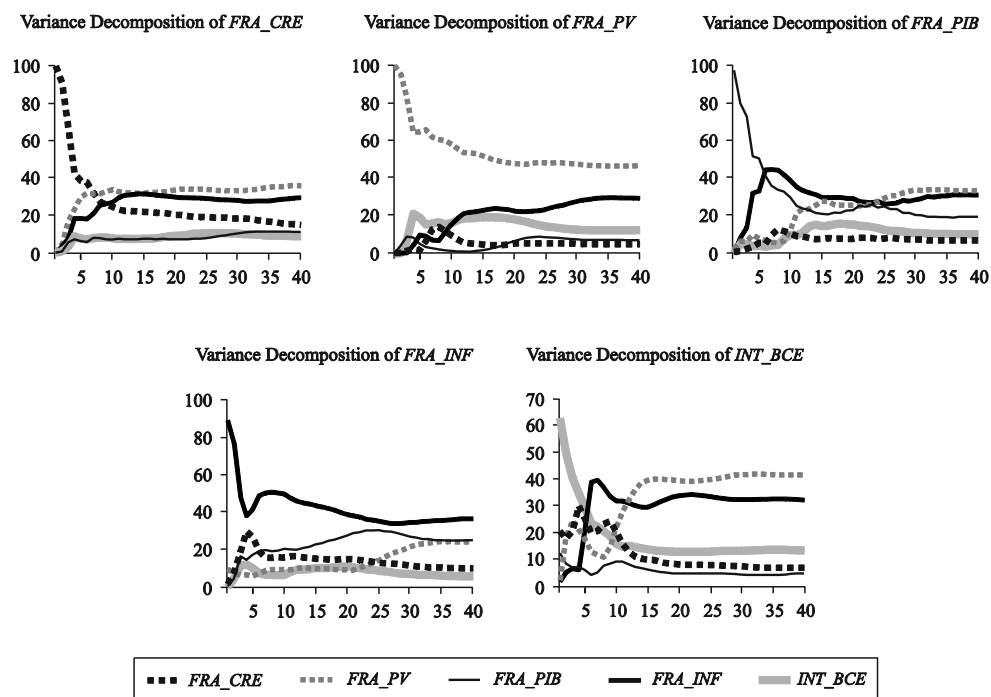 Variance Decomposition of FRA_CRE
Variance Decomposition of FRA_PV
Variance Decomposition of FRA_PIB
100
80
60
40
20
0
5 10 15 20 25 30 35 40
100
80
60
40
20
0
5 10 15 20 25 30 35 40
100
80
60
40
20
0
5 10 15 20 25 30 35 40
Variance Decomposition of FRA_INF
Variance Decomposition of INT_BCE
100
80
60
40
20
0
5 10 15 20 25 30 35 40
70
60
50
40
30
20
10
0
5 10 15 20 25 30 35 40
FRA_CRE FRA_PV FRA_PIB FRA_INF INT_BCE